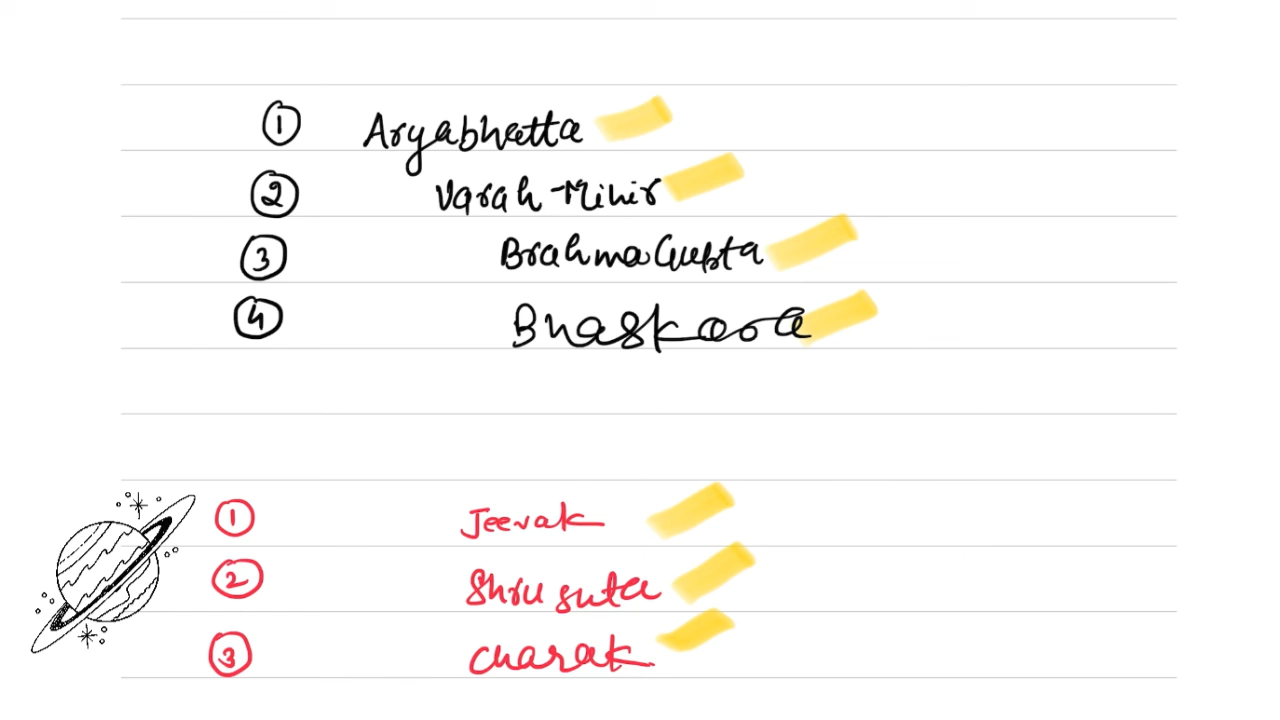 ① Aryabhatta
② Varah-Mihir
③ BrahmaGupta
④ Bhaskara
① Jeevak
② Shrusuta
③ charak